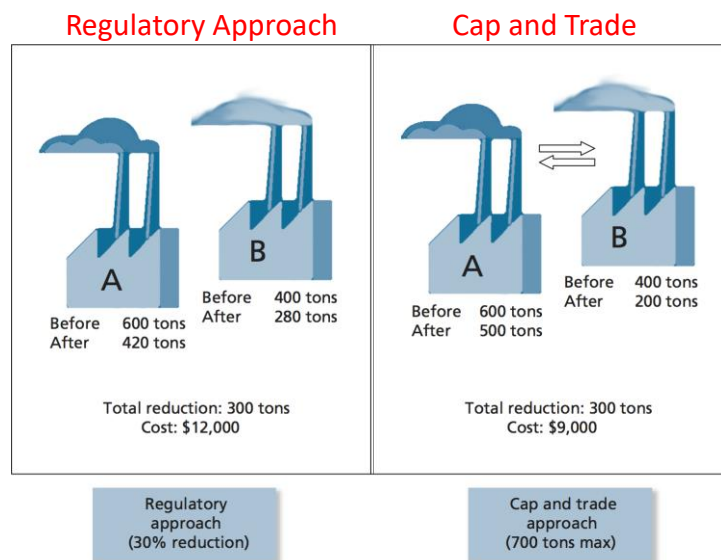 Regulatory Approach
A
Before 600 tons
After 420 tons
B
Before 400 tons
After 280 tons
Total reduction: 300 tons
Cost: $12,000
Regulatory
approach
(30% reduction)
Cap and Trade
A
Before 600 tons
After 500 tons
B
Before 400 tons
After 200 tons
Total reduction: 300 tons
Cost: $9,000
Cap and trade
approach
(700 tons max)